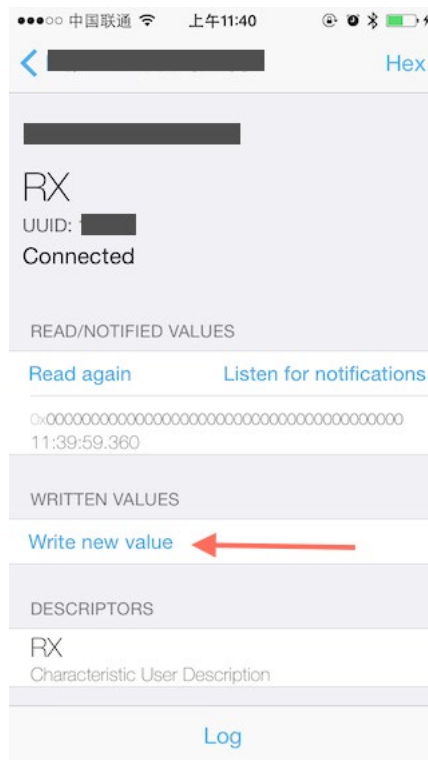 中国联通 上午11:40
Hex
RX
UUID:
Connected
READ/NOTIFIED VALUES
Read again Listen for notifications
0x0000000000000000000000000000000000000000
11:39:59.360
WRITTEN VALUES
Write new value
DESCRIPTORS
RX
Characteristic User Description
Log